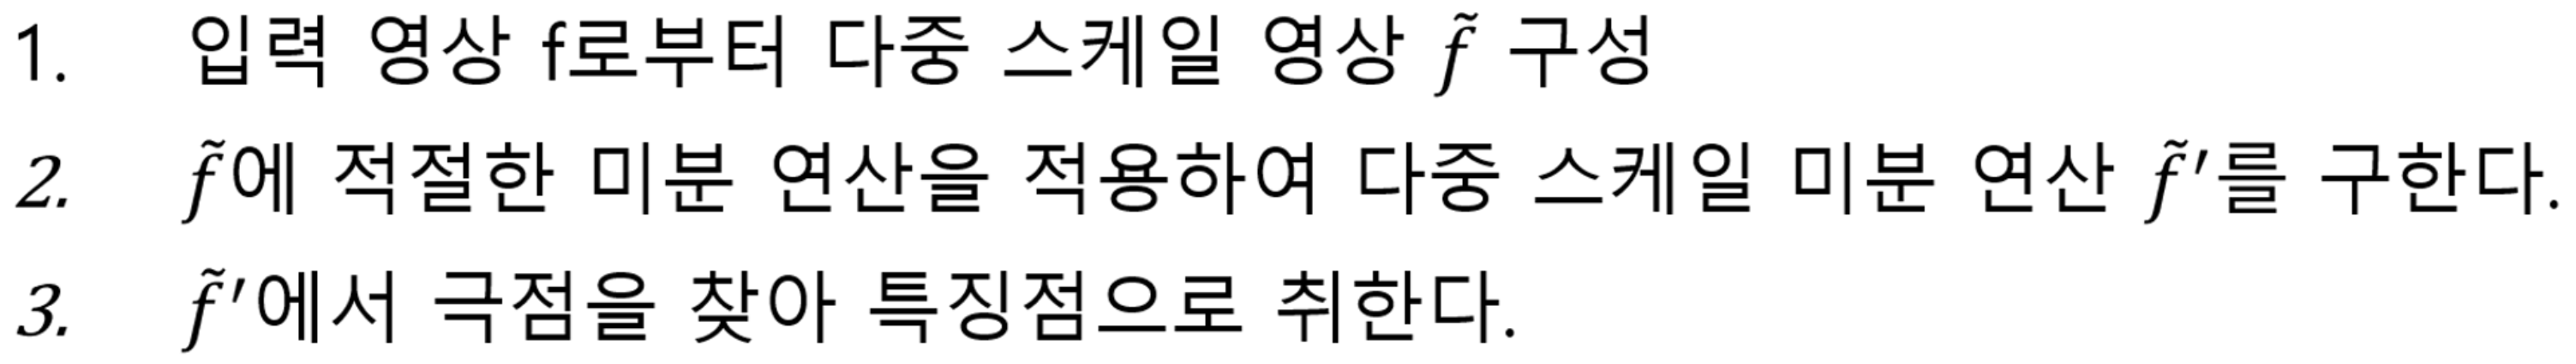 1. 입력 영상 f로부터 다중 스케일 영상 f̃ 구성
2. f̃에 적절한 미분 연산을 적용하여 다중 스케일 미분 연산 f̃′를 구한다.
3. f̃′에서 극점을 찾아 특징점으로 취한다.